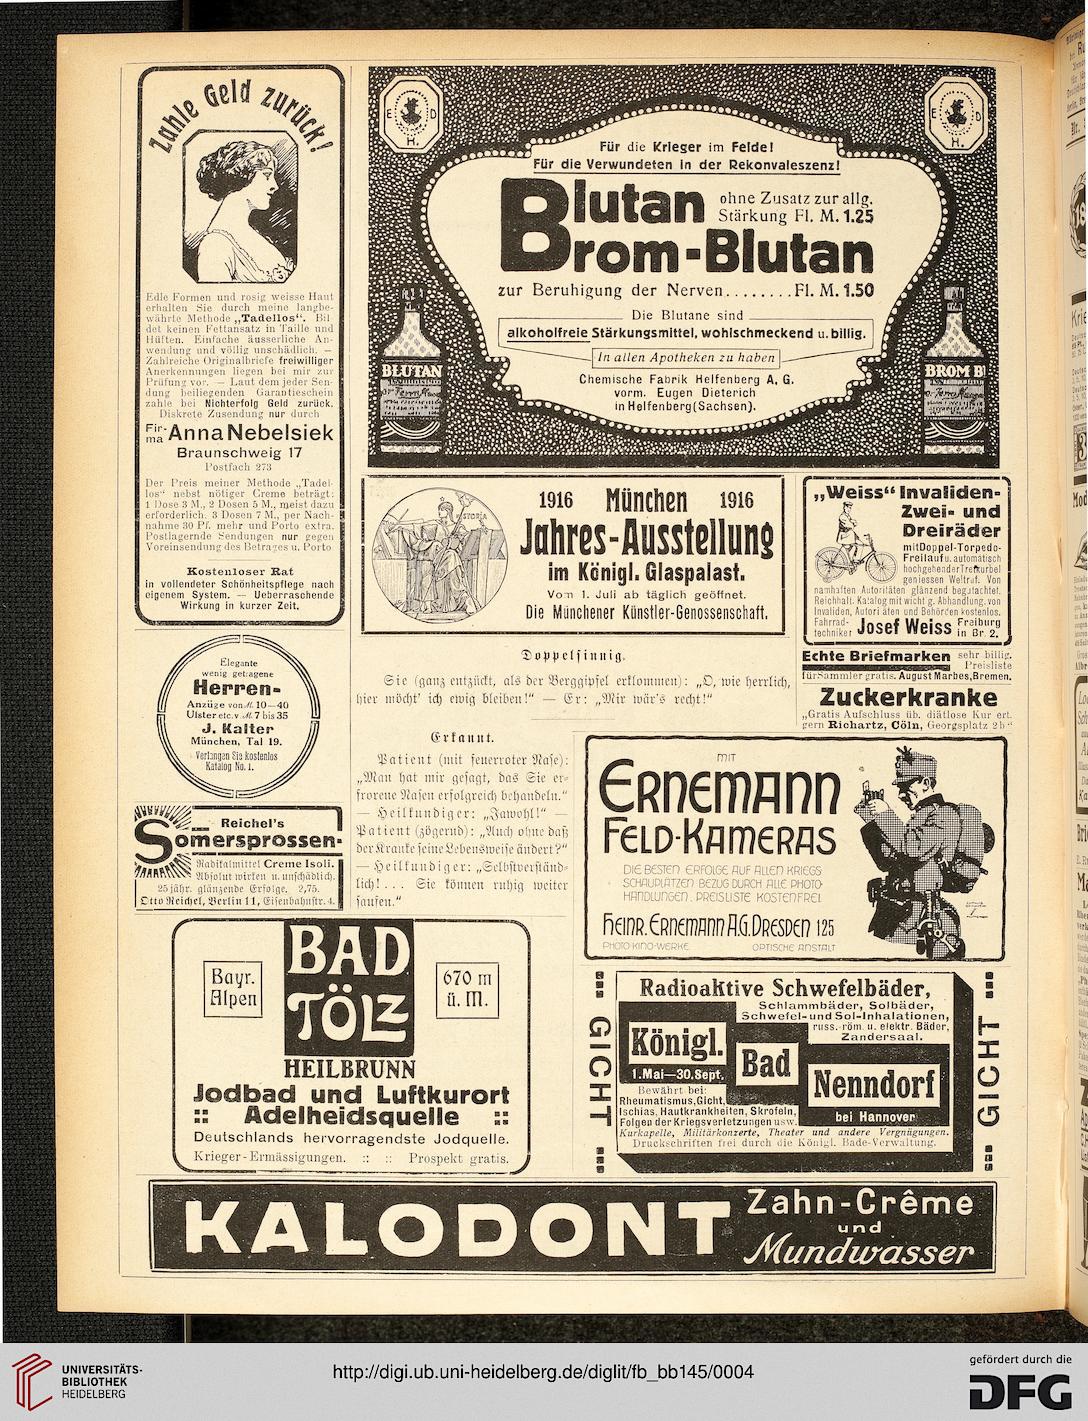 Zahle Geld zurück!
Edle Formen und rosig weisse Haut
erhalten Sie durch meine langbe-
währte Methode „Tadellos“. Bil-
det keinen Fettansatz in Taille und
Hüften. Einfache äusserliche An-
wendung und völlig unschädlich. —
Zahlreiche Originalbriefe freiwilliger
Anerkennungen liegen bei mir zur
Prüfung vor. — Laut dem jeder Sen-
dung beiliegenden Garantieschein
zahle bei Nichterfolg Geld zurück.
Diskrete Zusendung nur durch
Fir-ma Anna Nebelsiek
Braunschweig 17
Postfach 273
Der Preis meiner Methode „Tadel-
los“ nebst nötiger Creme beträgt:
1 Dose 3 M., 2 Dosen 5 M., meist dazu
erforderlich. 3 Dosen 7 M., per Nach-
nahme 30 Pf. mehr und Porto extra.
Postlagernde Sendungen nur gegen
Voreinsendung des Betrages u. Porto
Kostenloser Rat
in vollendeter Schönheitspflege nach
eigenem System. — Ueberraschende
Wirkung in kurzer Zeit.
E D
H.
E D
H.
Für die Krieger im Felde!
Für die Verwundeten in der Rekonvaleszenz!
Blutan ohne Zusatz zur allg.
Stärkung Fl. M. 1.25
Brom-Blutan
zur Beruhigung der Nerven........Fl. M. 1.50
Die Blutane sind
alkoholfreie Stärkungsmittel, wohlschmeckend u. billig.
In allen Apotheken zu haben
Chemische Fabrik Helfenberg A. G.
vorm. Eugen Dieterich
in Helfenberg (Sachsen).
BLUTAN
BROM B
1916 München 1916
Jahres-Ausstellung
im Königl. Glaspalast.
Vom 1. Juli ab täglich geöffnet.
Die Münchener Künstler-Genossenschaft.
„Weiss“ Invaliden-
Zwei- und
Dreiräder
mit Doppel-Torpedo-
Freilauf u. automatisch
hochgehender Tretkurbel
geniessen Weltruf. Von
namhaften Autoritäten glänzend begutachtet.
Reichhalt. Katalog mit wichtg. Abhandlung. von
Invaliden, Autoritäten und Behörden kostenlos.
Fahrrad-
techniker Josef Weiss Freiburg
in Br. 2.
Elegante
wenig getragene
Herren-
Anzüge von M. 10—40
Ulster etc. v. M. 7 bis 35
J. Kalter
München, Tal 19.
Verlangen Sie kostenlos
Katalog No. 1.
Doppelsinnig.
Sie (ganz entzückt, als der Berggipfel erklommen): „O, wie herrlich,
hier möcht' ich ewig bleiben!“ — Er: „Mir wär's recht!“
Echte Briefmarken sehr billig.
Preisliste
für Sammler gratis. August Marbes, Bremen.
Zuckerkranke
„Gratis Aufschluss üb. diätlose Kur ert.
gern Richartz, Cöln, Georgsplatz 2b“
Erkannt.
Patient (mit feuerroter Nase):
„Man hat mir gesagt, das Sie er-
frorene Nasen erfolgreich behandeln.“
— Heilkundiger: „Jawohl!“ —
Patient (zögernd): „Auch ohne daß
der Kranke seine Lebensweise ändert?“
— Heilkundiger: „Selbstverständ-
lich! ... Sie können ruhig weiter
saufen.“
Reichel's
Somersprossen-
Radikalmittel Creme Isoli.
Absolut wirken u. unschädlich.
25 jähr. glänzende Erfolge. 2,75.
Otto Reichel, Berlin 11, Eisenbahnstr. 4.
MIT
ERNEMANN
FELD-KAMERAS
DIE BESTEN ERFOLGE AUF ALLEN KRIEGS
SCHAUPLÄTZEN BEZUG DURCH ALLE PHOTO-
HANDLUNGEN. PREISLISTE KOSTENFREI
HEINR. ERNEMANN A.G. DRESDEN 125
PHOTO-KINO-WERKE. OPTISCHE ANSTALT
Bayr.
Alpen
BAD
TÖLZ
670 m
ü. M.
HEILBRUNN
Jodbad und Luftkurort
:: Adelheidsquelle ::
Deutschlands hervorragendste Jodquelle.
Krieger-Ermässigungen. :: :: Prospekt gratis.
GICHT
Radioaktive Schwefelbäder,
Schlammbäder, Solbäder,
Schwefel- und Sol-Inhalationen,
russ.-röm. u. elektr. Bäder,
Zandersaal.
Königl.
Bad
Nenndorf
1. Mai—30. Sept.
bei Hannover
Bewährt bei:
Rheumatismus, Gicht,
Ischias, Hautkrankheiten, Skrofeln,
Folgen der Kriegsverletzungen usw.
Kurkapelle, Militärkonzerte, Theater und andere Vergnügungen.
Druckschriften frei durch die Königl. Bade-Verwaltung.
GICHT
KALODONT
Zahn-Crême
und
Mundwasser
UNIVERSITÄTS-
BIBLIOTHEK
HEIDELBERG
http://digi.ub.uni-heidelberg.de/diglit/fb_bb145/0004
gefördert durch die
DFG